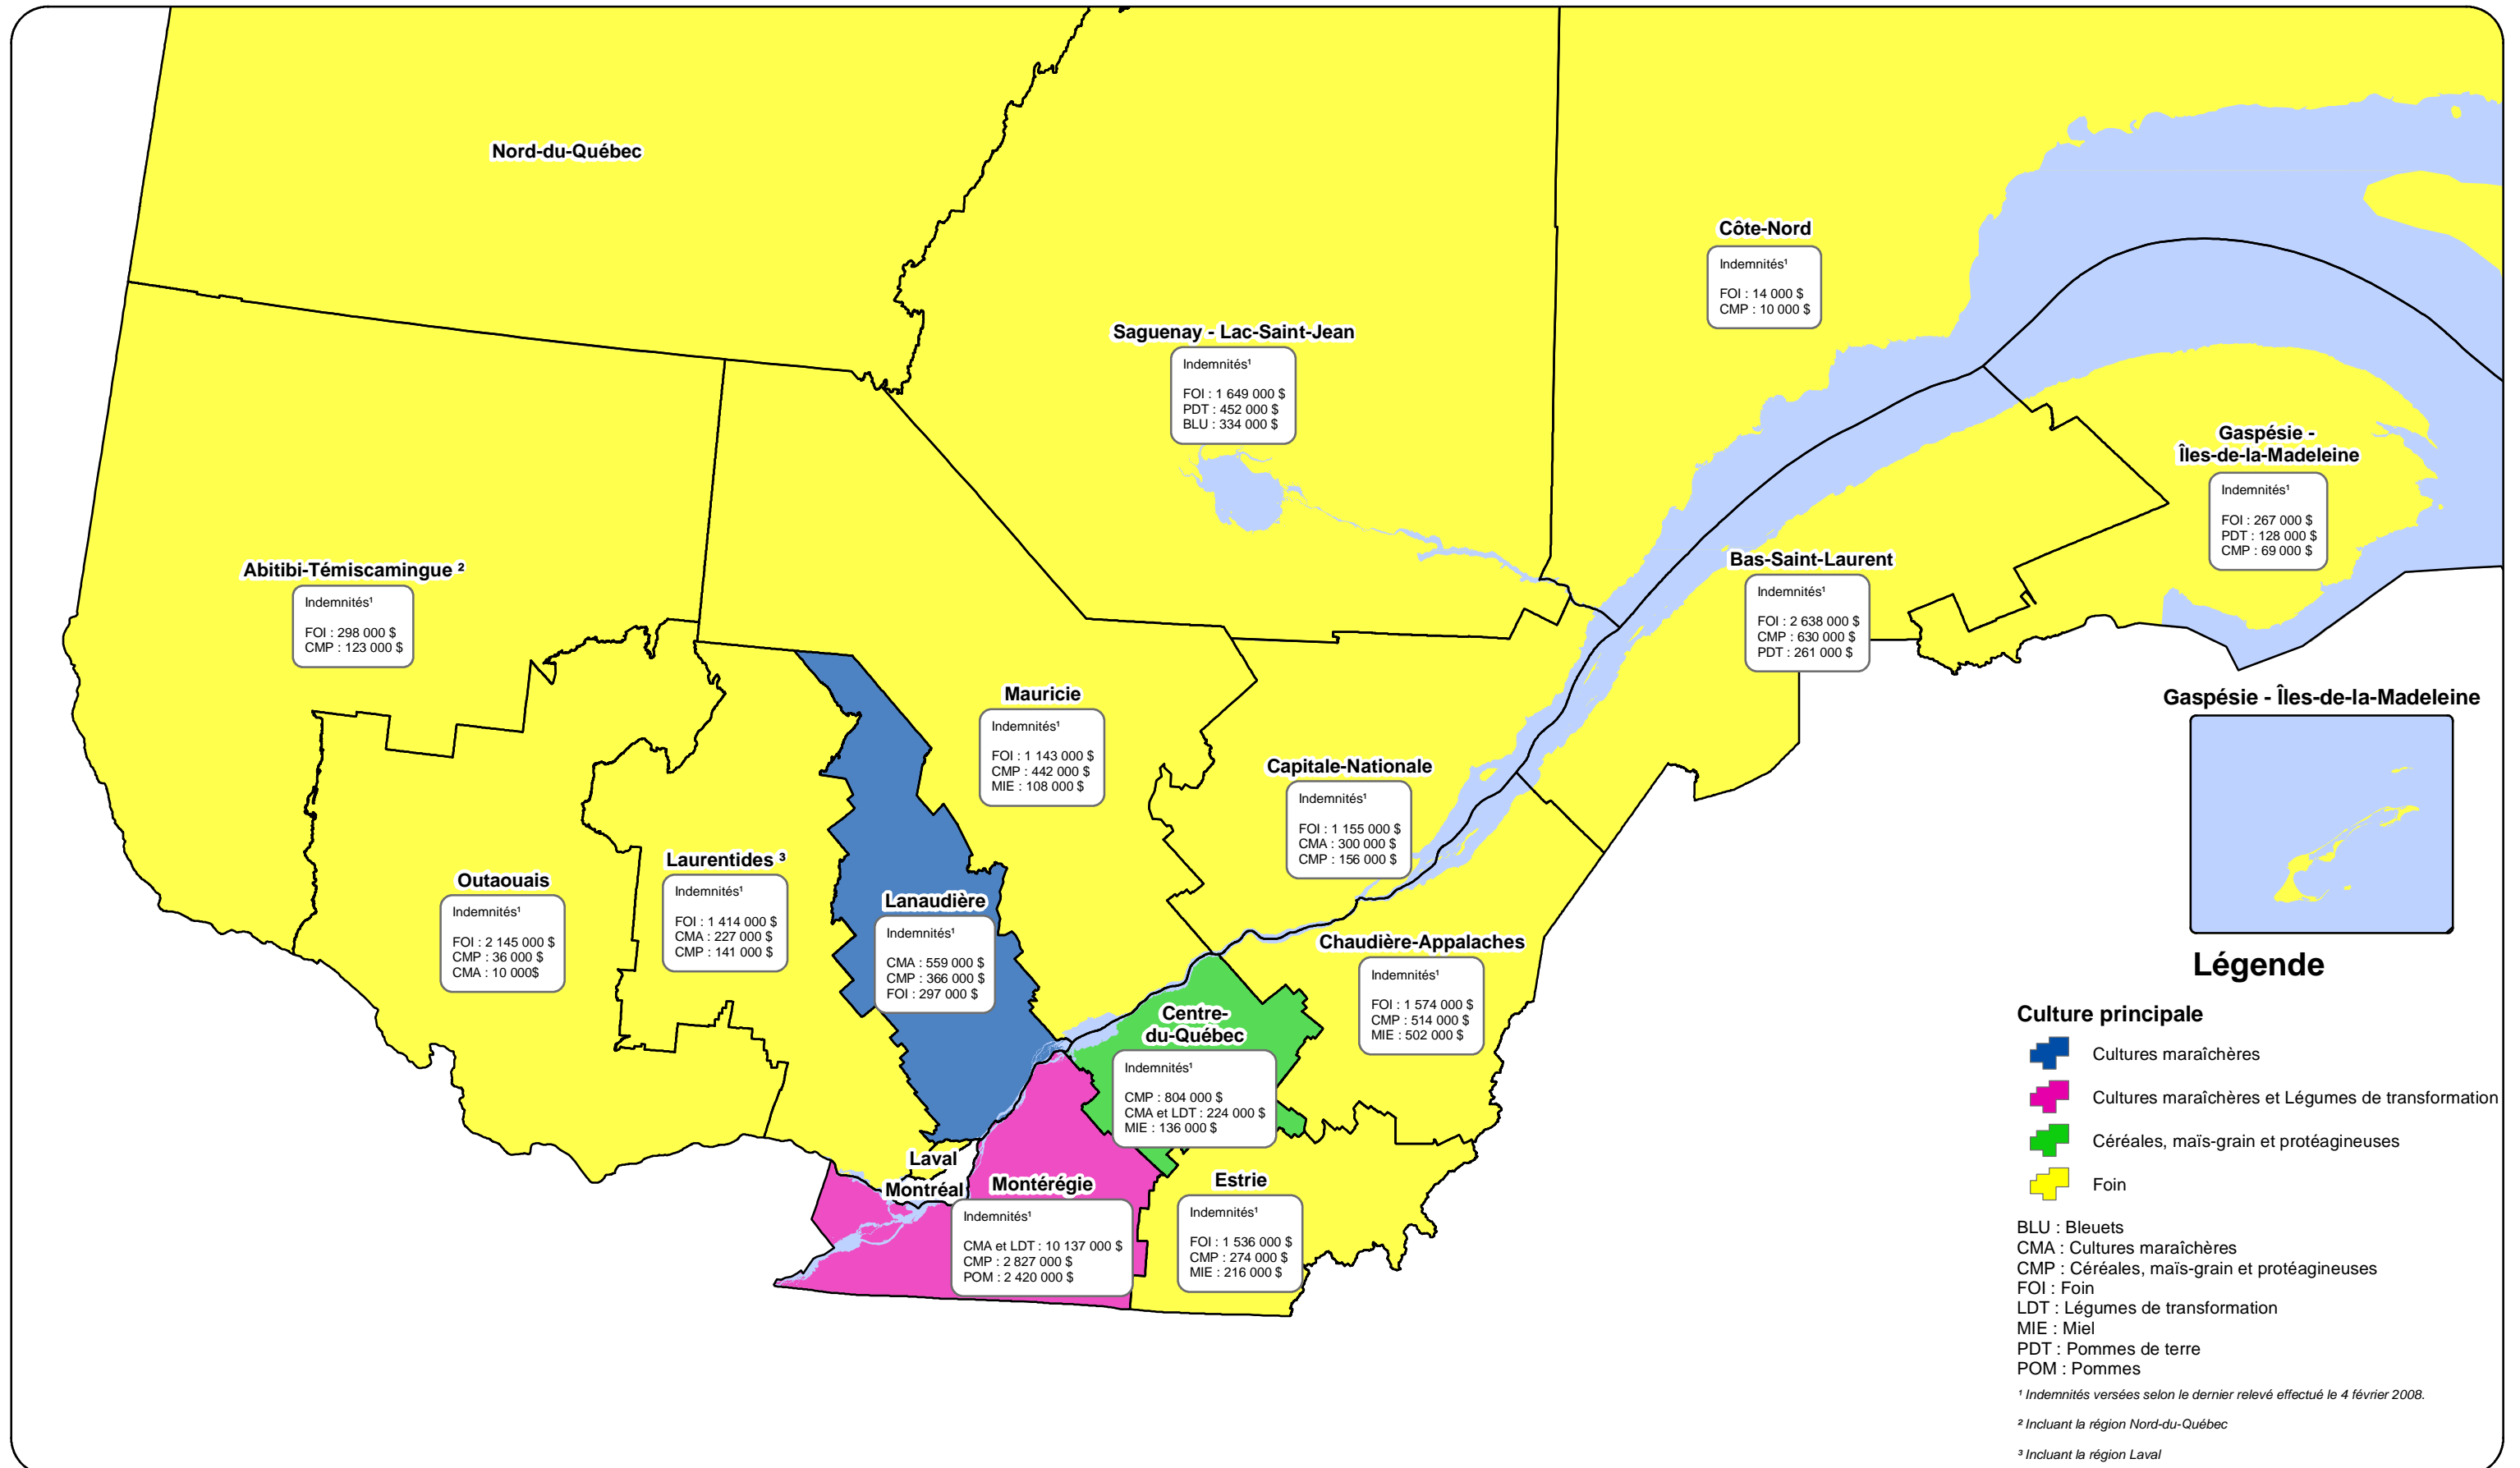 Nord-du-Québec
Côte-Nord
Indemnités¹
FOI : 14 000 $
CMP : 10 000 $
Saguenay - Lac-Saint-Jean
Indemnités¹
FOI : 1 649 000 $
PDT : 452 000 $
BLU : 334 000 $
Gaspésie -
Îles-de-la-Madeleine
Indemnités¹
FOI : 267 000 $
PDT : 128 000 $
CMP : 69 000 $
Abitibi-Témiscamingue ²
Indemnités¹
FOI : 298 000 $
CMP : 123 000 $
Bas-Saint-Laurent
Indemnités¹
FOI : 2 638 000 $
CMP : 630 000 $
PDT : 261 000 $
Mauricie
Indemnités¹
FOI : 1 143 000 $
CMP : 442 000 $
MIE : 108 000 $
Capitale-Nationale
Indemnités¹
FOI : 1 155 000 $
CMA : 300 000 $
CMP : 156 000 $
Outaouais
Indemnités¹
FOI : 2 145 000 $
CMP : 36 000 $
CMA : 10 000$
Laurentides ³
Indemnités¹
FOI : 1 414 000 $
CMA : 227 000 $
CMP : 141 000 $
Lanaudière
Indemnités¹
CMA : 559 000 $
CMP : 366 000 $
FOI : 297 000 $
Chaudière-Appalaches
Indemnités¹
FOI : 1 574 000 $
CMP : 514 000 $
MIE : 502 000 $
Centre-
du-Québec
Indemnités¹
CMP : 804 000 $
CMA et LDT : 224 000 $
MIE : 136 000 $
Laval
Montréal
Montérégie
Indemnités¹
CMA et LDT : 10 137 000 $
CMP : 2 827 000 $
POM : 2 420 000 $
Estrie
Indemnités¹
FOI : 1 536 000 $
CMP : 274 000 $
MIE : 216 000 $
Gaspésie - Îles-de-la-Madeleine
Légende
Culture principale
Cultures maraîchères
Cultures maraîchères et Légumes de transformation
Céréales, maïs-grain et protéagineuses
Foin
BLU : Bleuets
CMA : Cultures maraîchères
CMP : Céréales, maïs-grain et protéagineuses
FOI : Foin
LDT : Légumes de transformation
MIE : Miel
PDT : Pommes de terre
POM : Pommes
¹ Indemnités versées selon le dernier relevé effectué le 4 février 2008.
² Incluant la région Nord-du-Québec
³ Incluant la région Laval